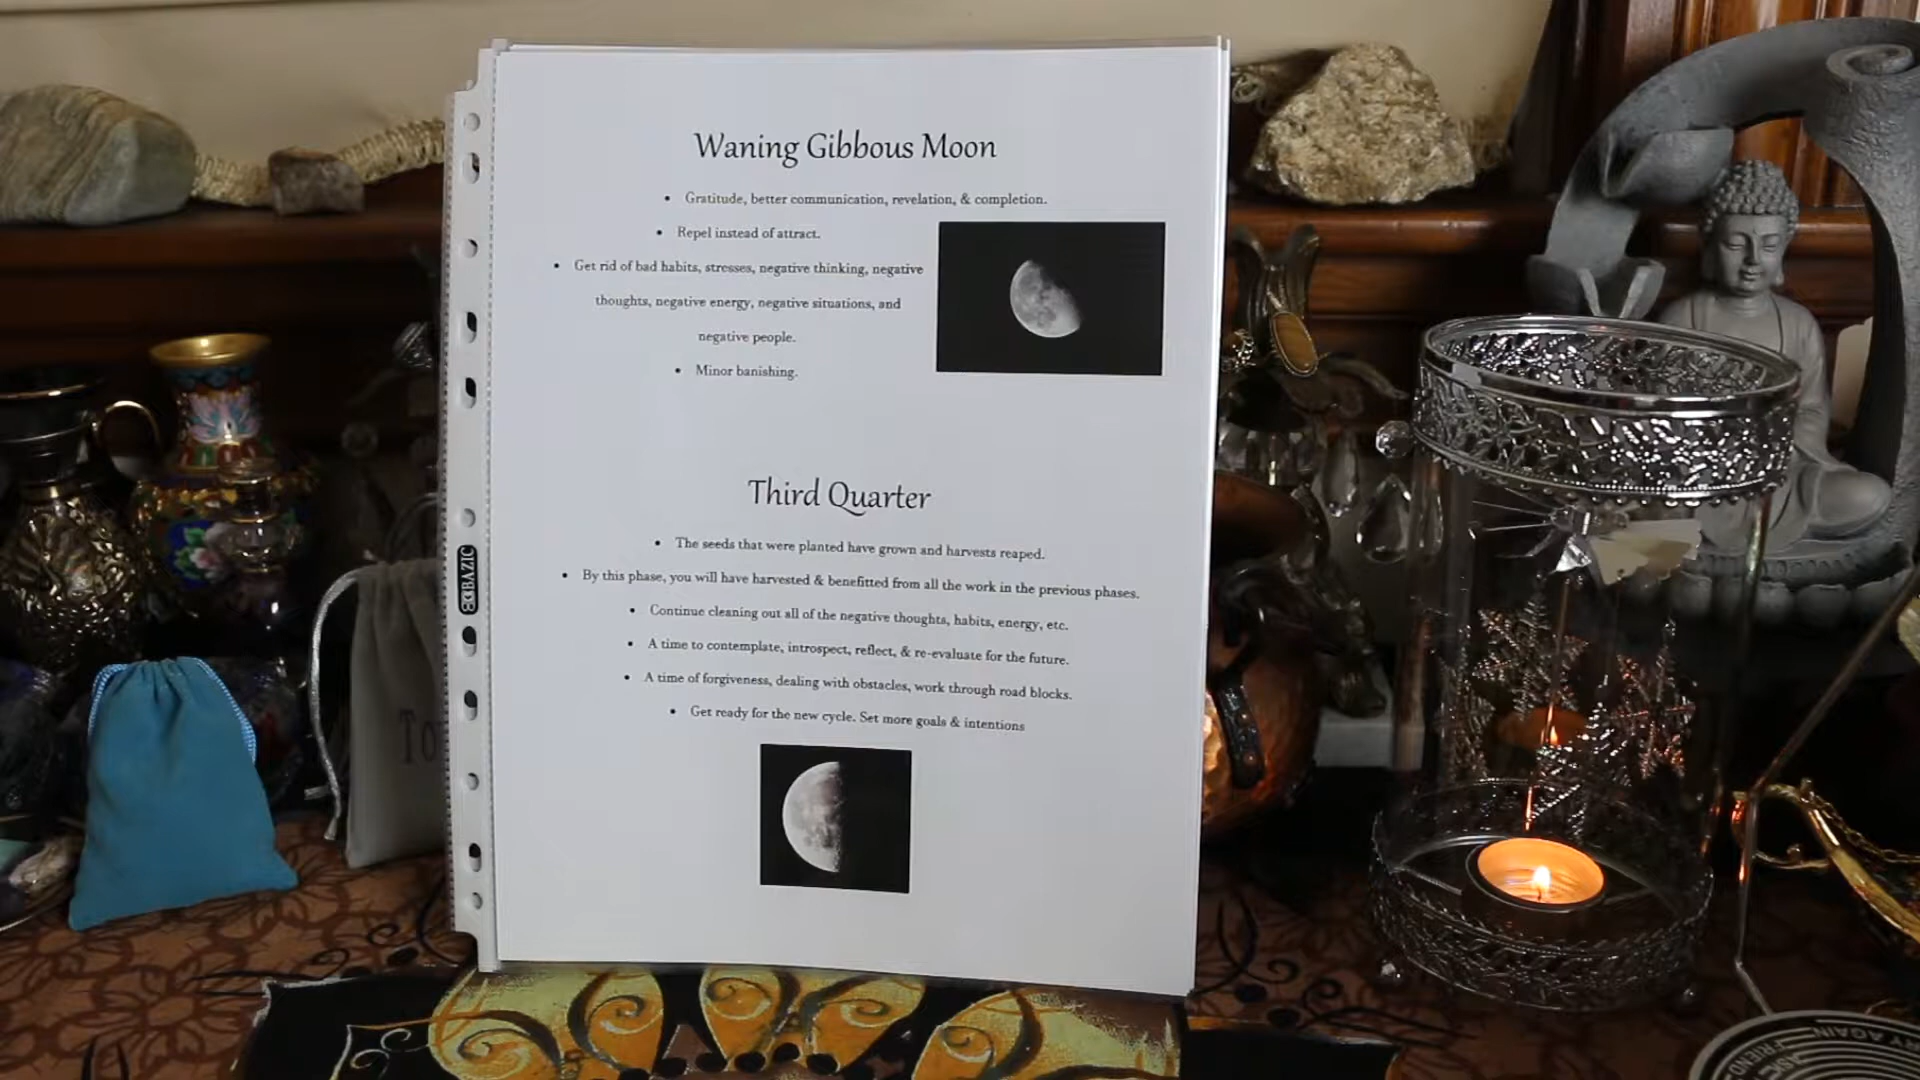 Waning Gibbous Moon
• Gratitude, better communication, revelation, & completion.
• Repel instead of attract.
• Get rid of bad habits, stresses, negative thinking, negative
thoughts, negative energy, negative situations, and
negative people.
• Minor banishing.
Third Quarter
• The seeds that were planted have grown and harvests reaped.
• By this phase, you will have harvested & benefitted from all the work in the previous phases.
• Continue cleaning out all of the negative thoughts, habits, energy, etc.
• A time to contemplate, introspect, reflect, & re-evaluate for the future.
• A time of forgiveness, dealing with obstacles, work through road blocks.
• Get ready for the new cycle. Set more goals & intentions
BAZIC
To
RY AGAIN
ASK
FRIEND